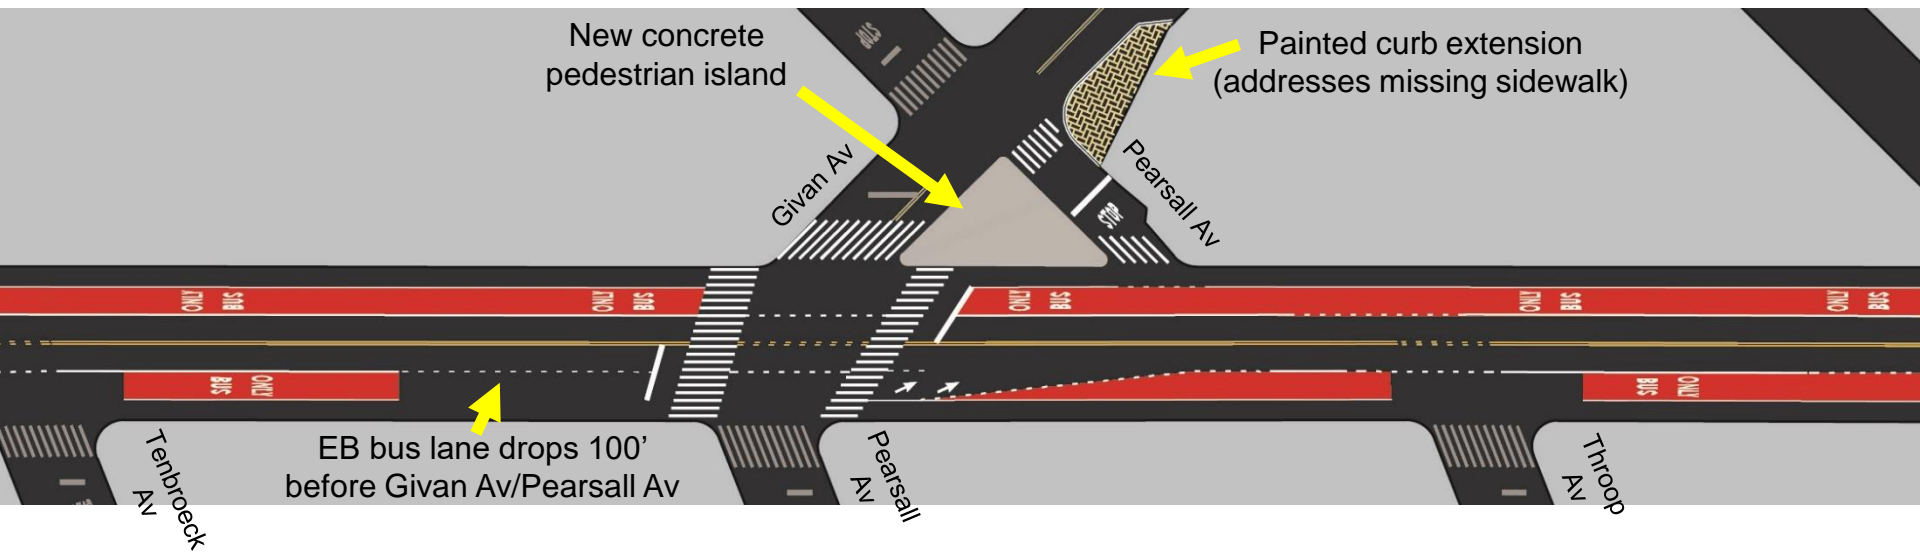 New concrete
pedestrian island
Painted curb extension
(addresses missing sidewalk)
STOP
Givan Av
Pearsall Av
STOP
ONLY BUS
ONLY BUS
ONLY BUS
ONLY BUS
ONLY BUS
BUS ONLY
BUS ONLY
EB bus lane drops 100’
before Givan Av/Pearsall Av
Tenbroeck
Av
Pearsall
Av
Throop
Av